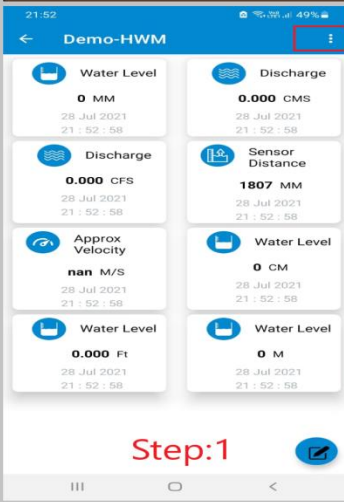 21:52
49%
Demo-HWM
Water Level
0 MM
28 Jul 2021
21 : 52 : 58
Discharge
0.000 CMS
28 Jul 2021
21 : 52 : 58
Discharge
0.000 CFS
28 Jul 2021
21 : 52 : 58
Sensor
Distance
1807 MM
28 Jul 2021
21 : 52 : 58
Approx
Velocity
nan M/S
28 Jul 2021
21 : 52 : 58
Water Level
0 CM
28 Jul 2021
21 : 52 : 58
Water Level
0.000 Ft
28 Jul 2021
21 : 52 : 58
Water Level
0 M
28 Jul 2021
21 : 52 : 58
Step:1